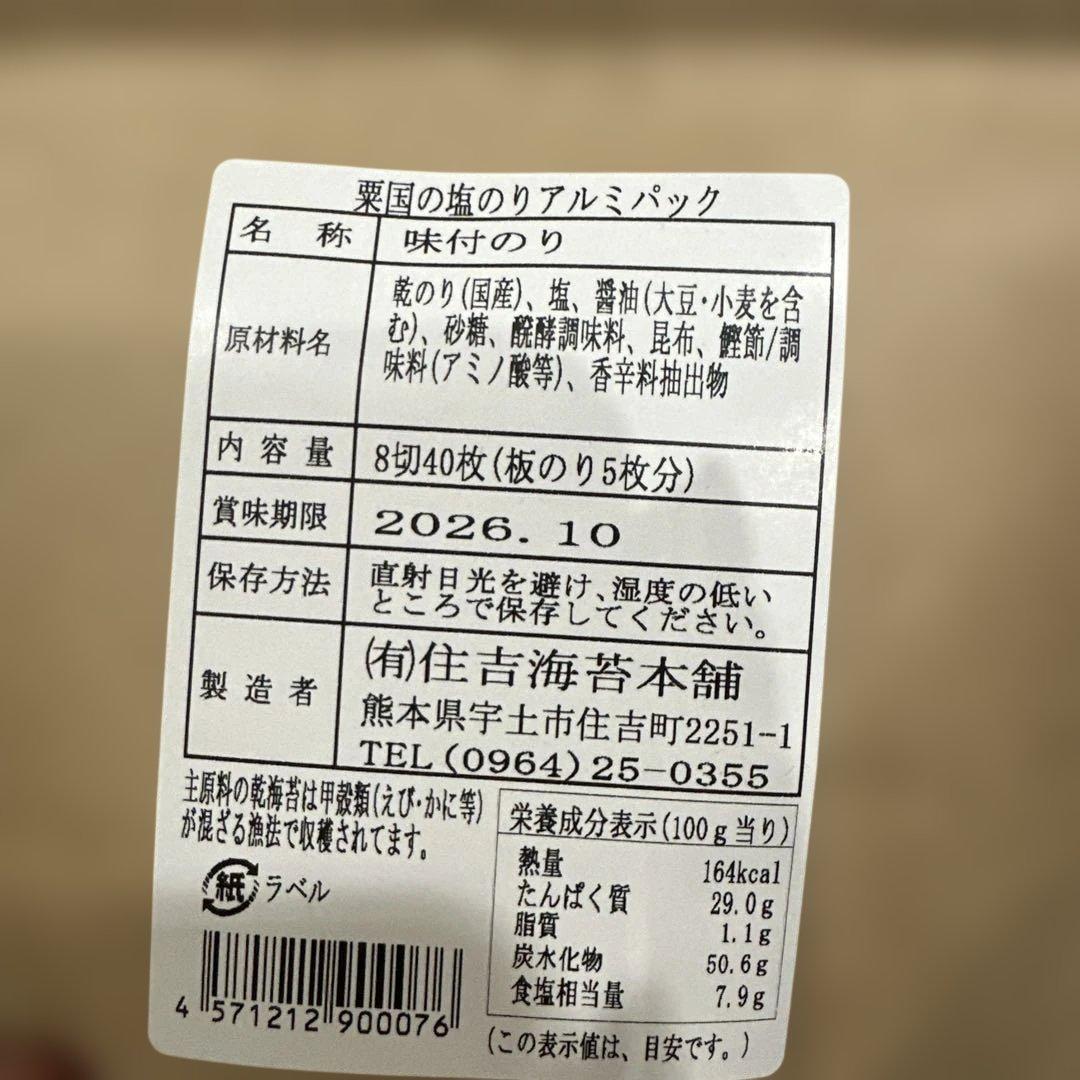 粟国の塩のりアルミパック
名 称 味付のり
原材料名 乾のり(国産)、塩、醤油(大豆・小麦を含
む)、砂糖、醗酵調味料、昆布、鰹節/調
味料(アミノ酸等)、香辛料抽出物
内容量 8切40枚(板のり5枚分)
賞味期限 2026.10
保存方法 直射日光を避け、湿度の低い
ところで保存してください。
製造者 (有)住吉海苔本舗
熊本県宇土市住吉町2251-1
TEL(0964)25-0355
主原料の乾海苔は甲殻類(えび・かに等)
が混ざる漁法で収穫されてます。
紙 ラベル
4 571212 900076
栄養成分表示(100g当り)
熱量 164kcal
たんぱく質 29.0g
脂質 1.1g
炭水化物 50.6g
食塩相当量 7.9g
(この表示値は、目安です。)